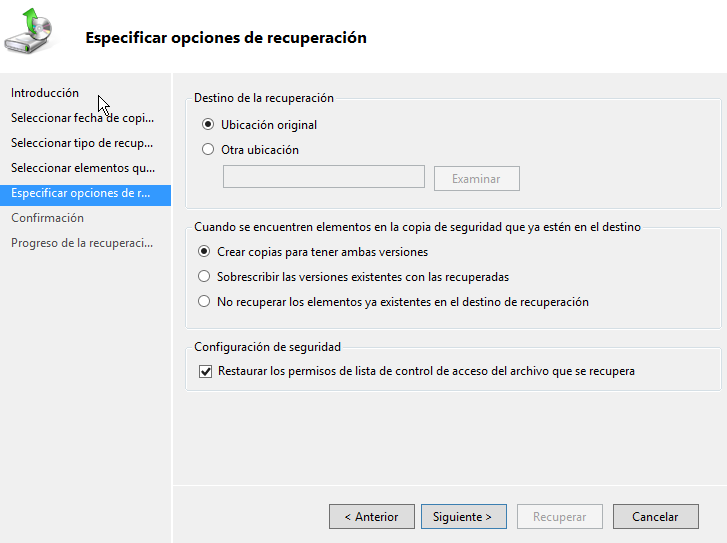 Especificar opciones de recuperación
Introducción
Seleccionar fecha de copi...
Seleccionar tipo de recup...
Seleccionar elementos qu...
Especificar opciones de r...
Confirmación
Progreso de la recuperaci...
Destino de la recuperación
Ubicación original
Otra ubicación
Examinar
Cuando se encuentren elementos en la copia de seguridad que ya estén en el destino
Crear copias para tener ambas versiones
Sobrescribir las versiones existentes con las recuperadas
No recuperar los elementos ya existentes en el destino de recuperación
Configuración de seguridad
Restaurar los permisos de lista de control de acceso del archivo que se recupera
< Anterior
Siguiente >
Recuperar
Cancelar